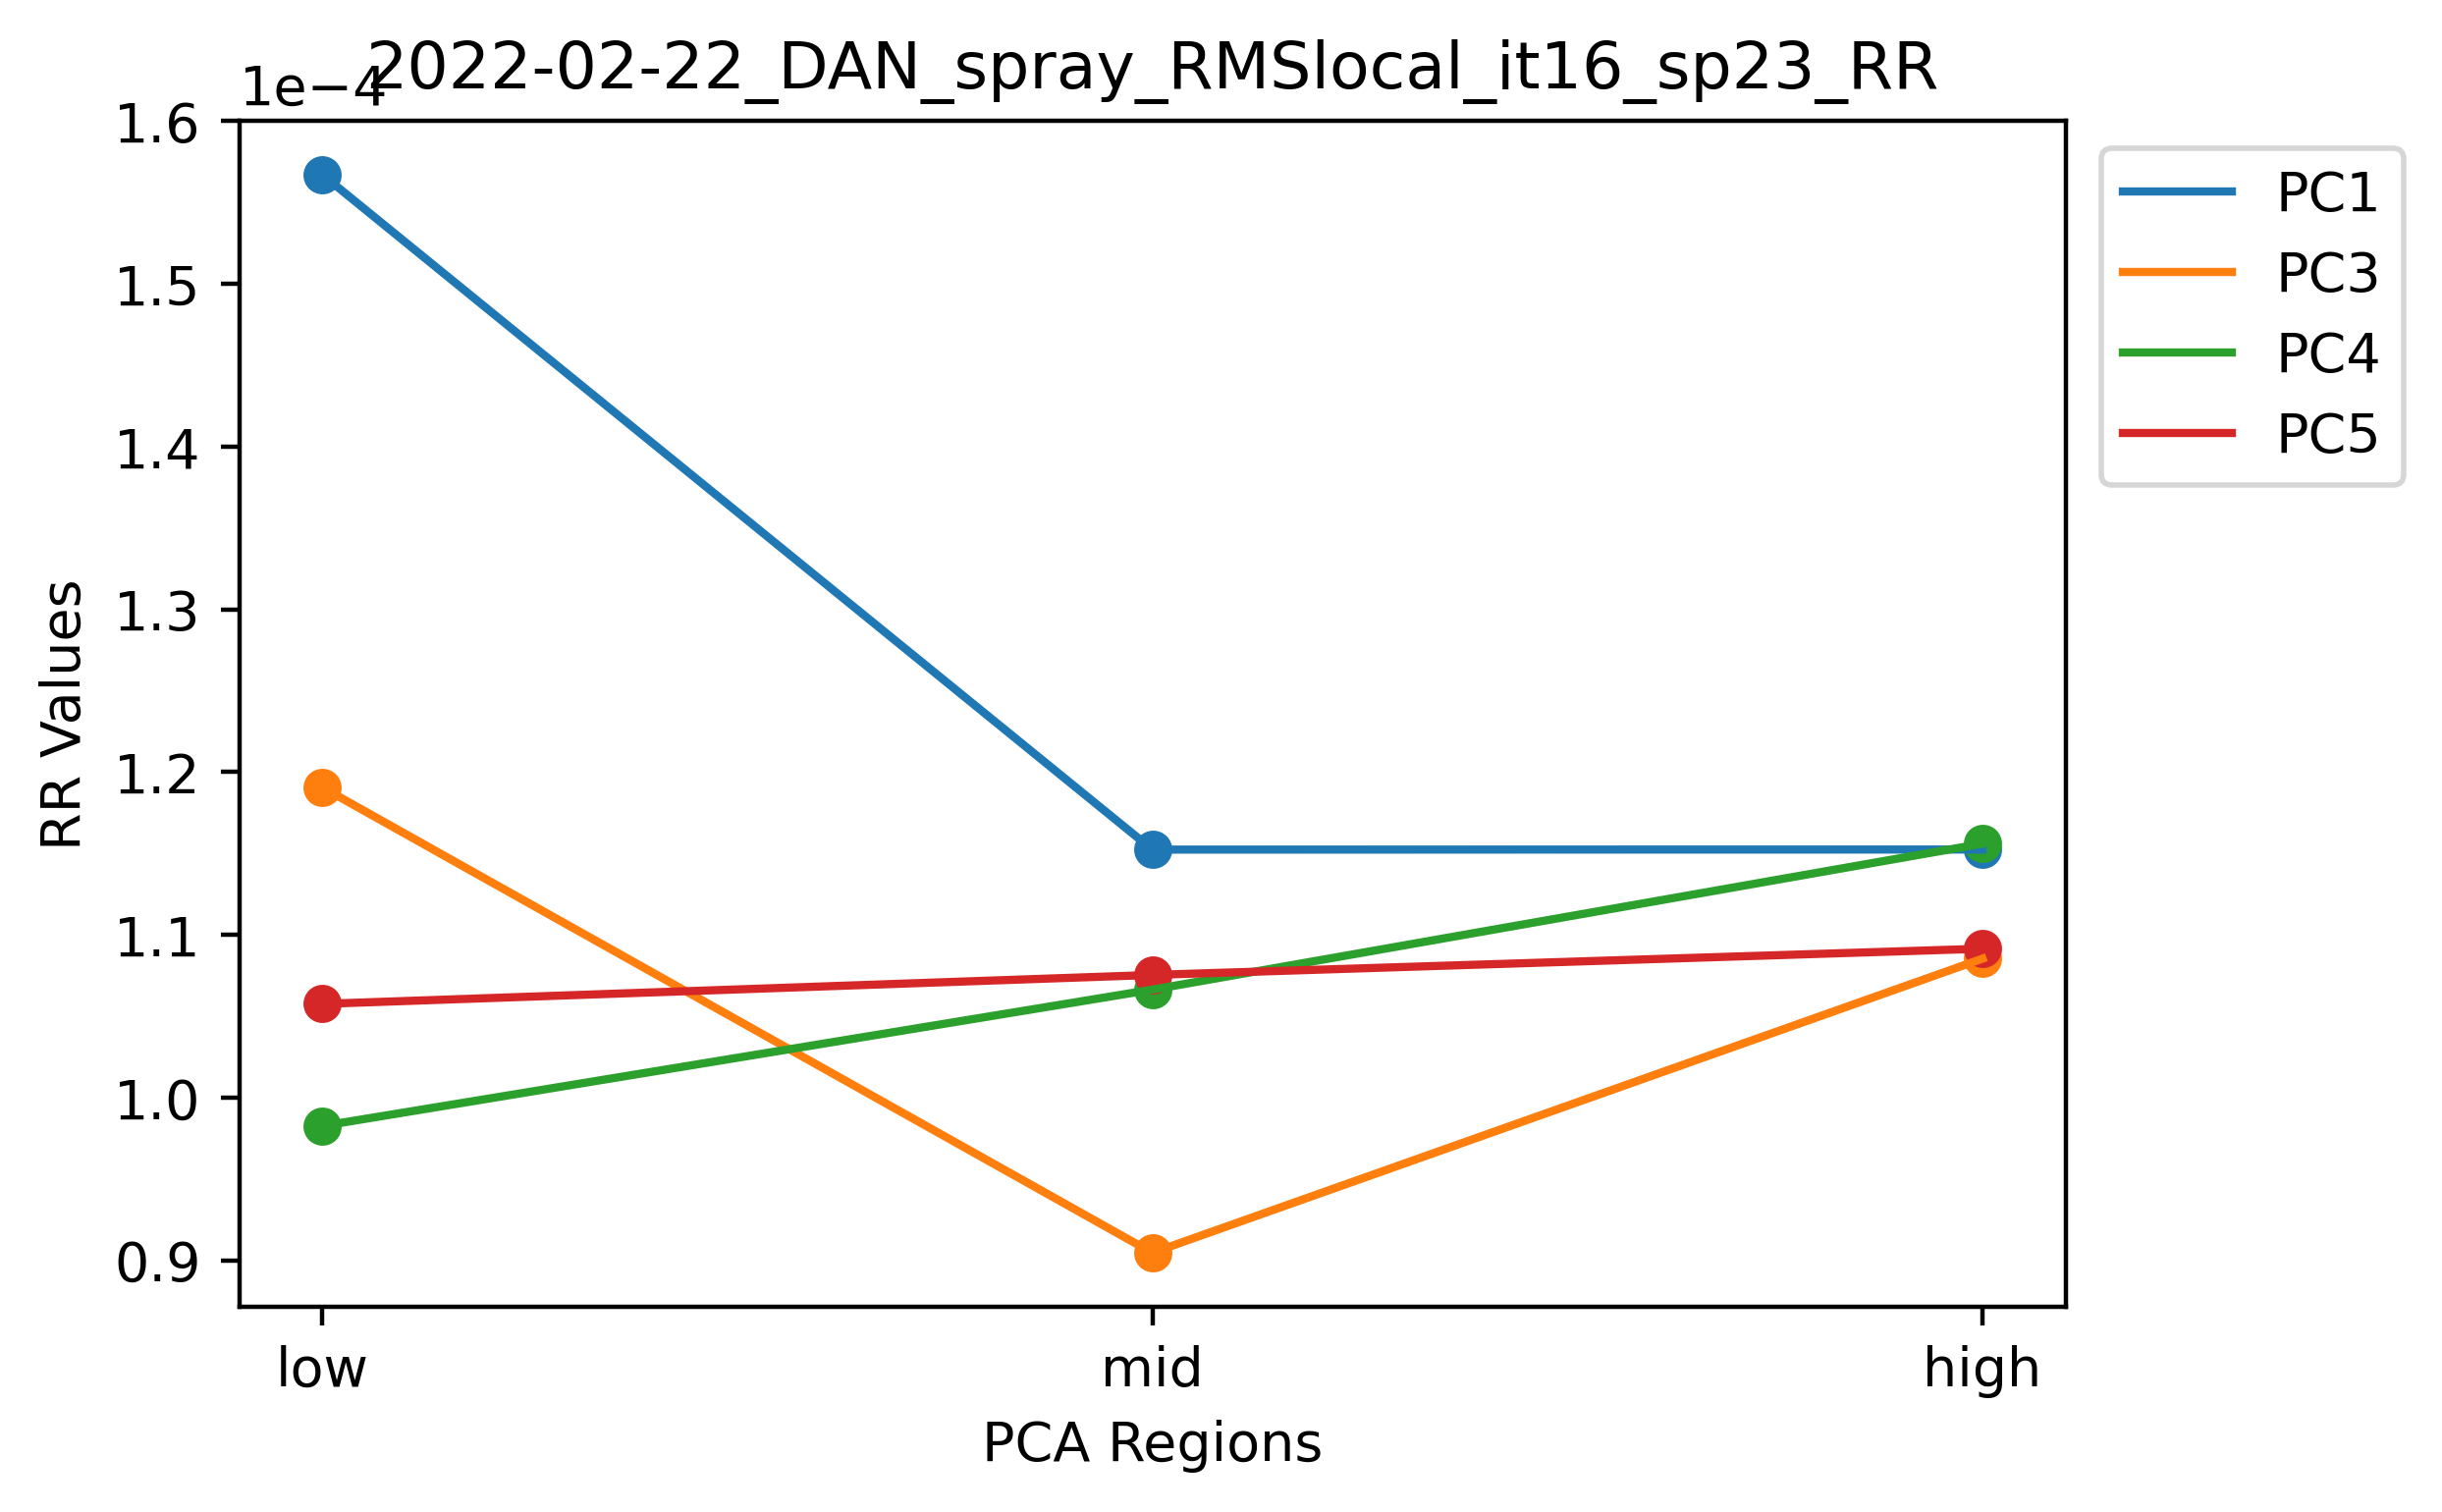 2022-02-22_DAN_spray_RMSlocal_it16_sp23_RR
1e−4
1.6
1.5
1.4
1.3
1.2
1.1
1.0
0.9
RR Values
low mid high
PCA Regions
PC1
PC3
PC4
PC5